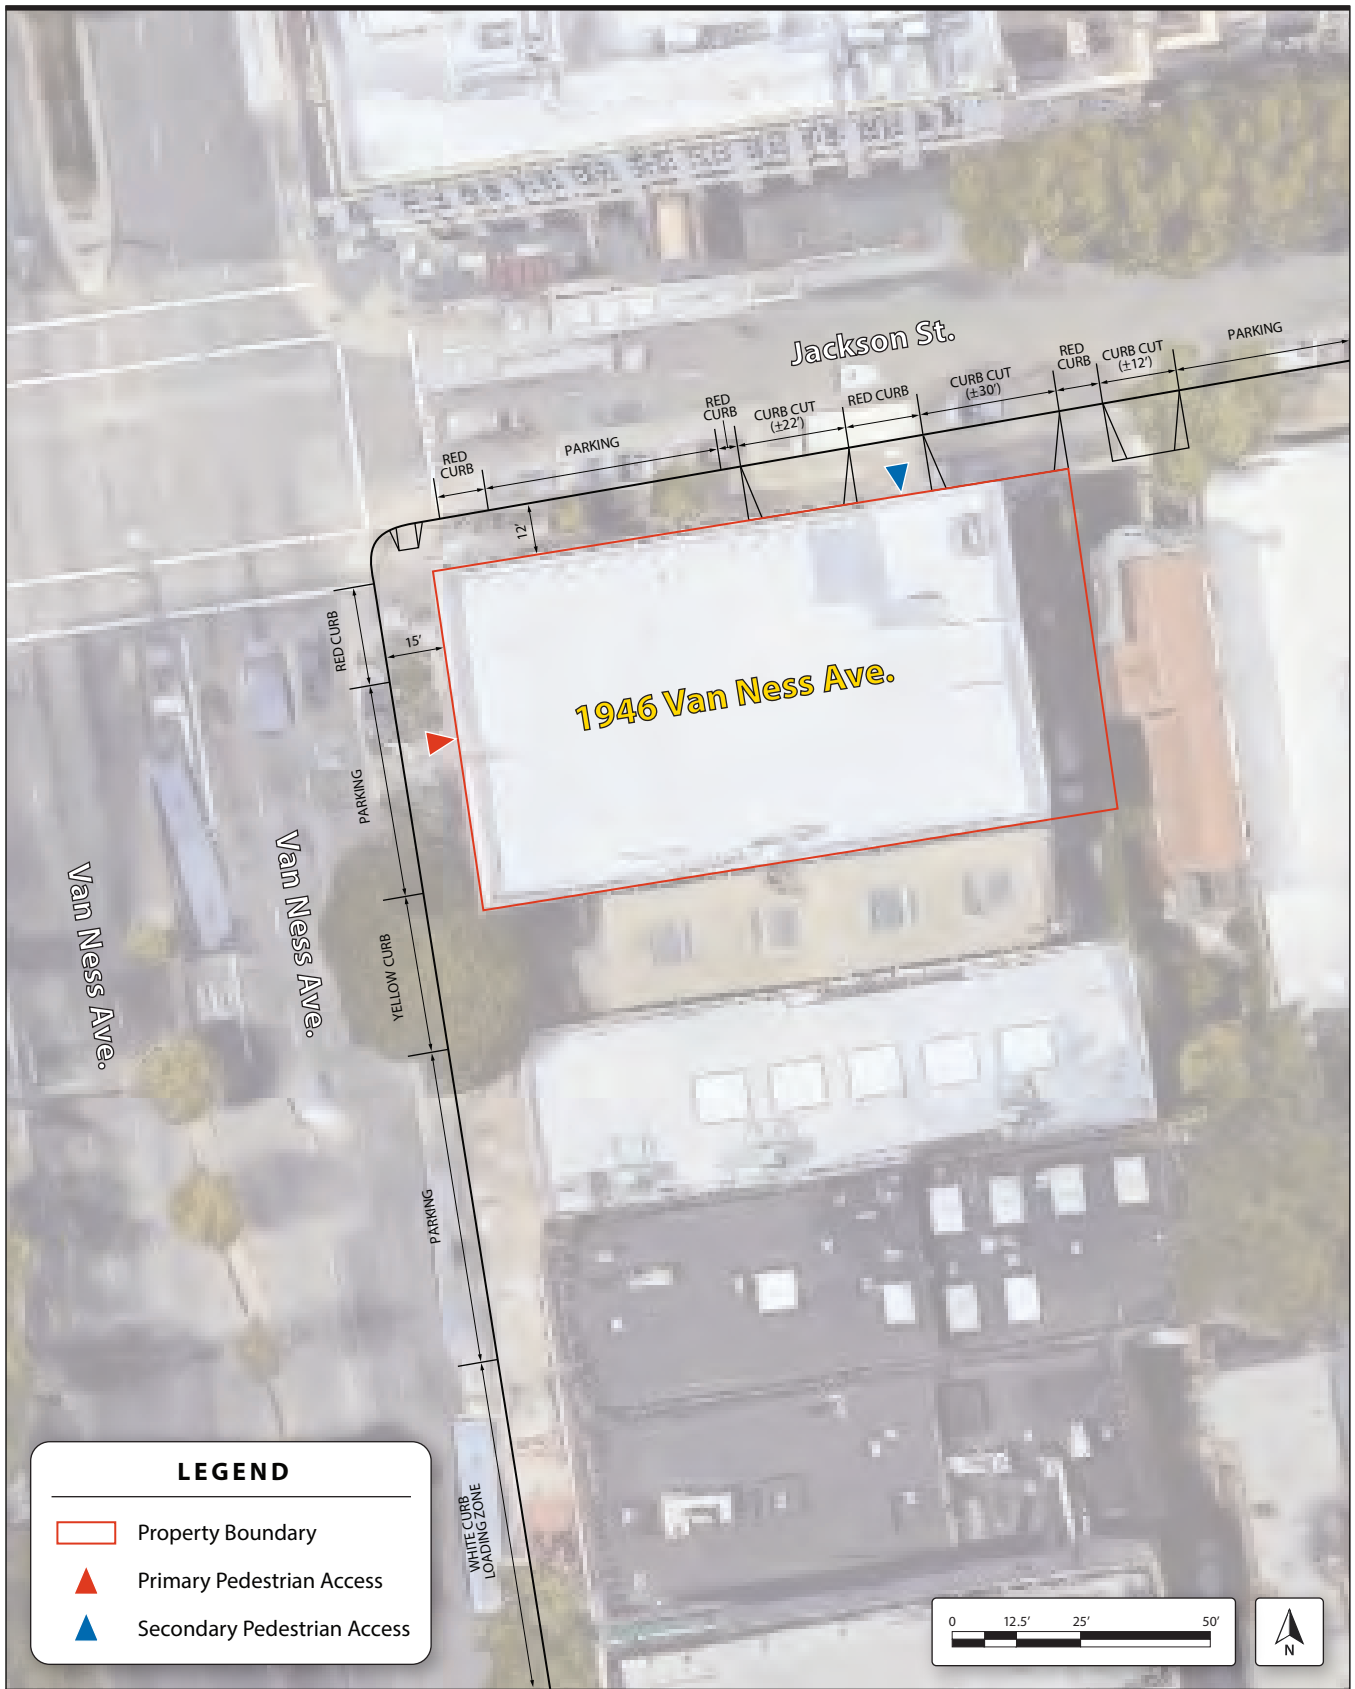 Jackson St.
RED
CURB
PARKING
RED
CURB
CURB CUT
(±22')
RED CURB
CURB CUT
(±30')
RED
CURB
CURB CUT
(±12')
PARKING
12'
15'
RED CURB
PARKING
YELLOW CURB
PARKING
WHITE CURB
LOADING ZONE
1946 Van Ness Ave.
Van Ness Ave.
Van Ness Ave.
LEGEND
Property Boundary
Primary Pedestrian Access
Secondary Pedestrian Access
0 12.5' 25' 50'
N